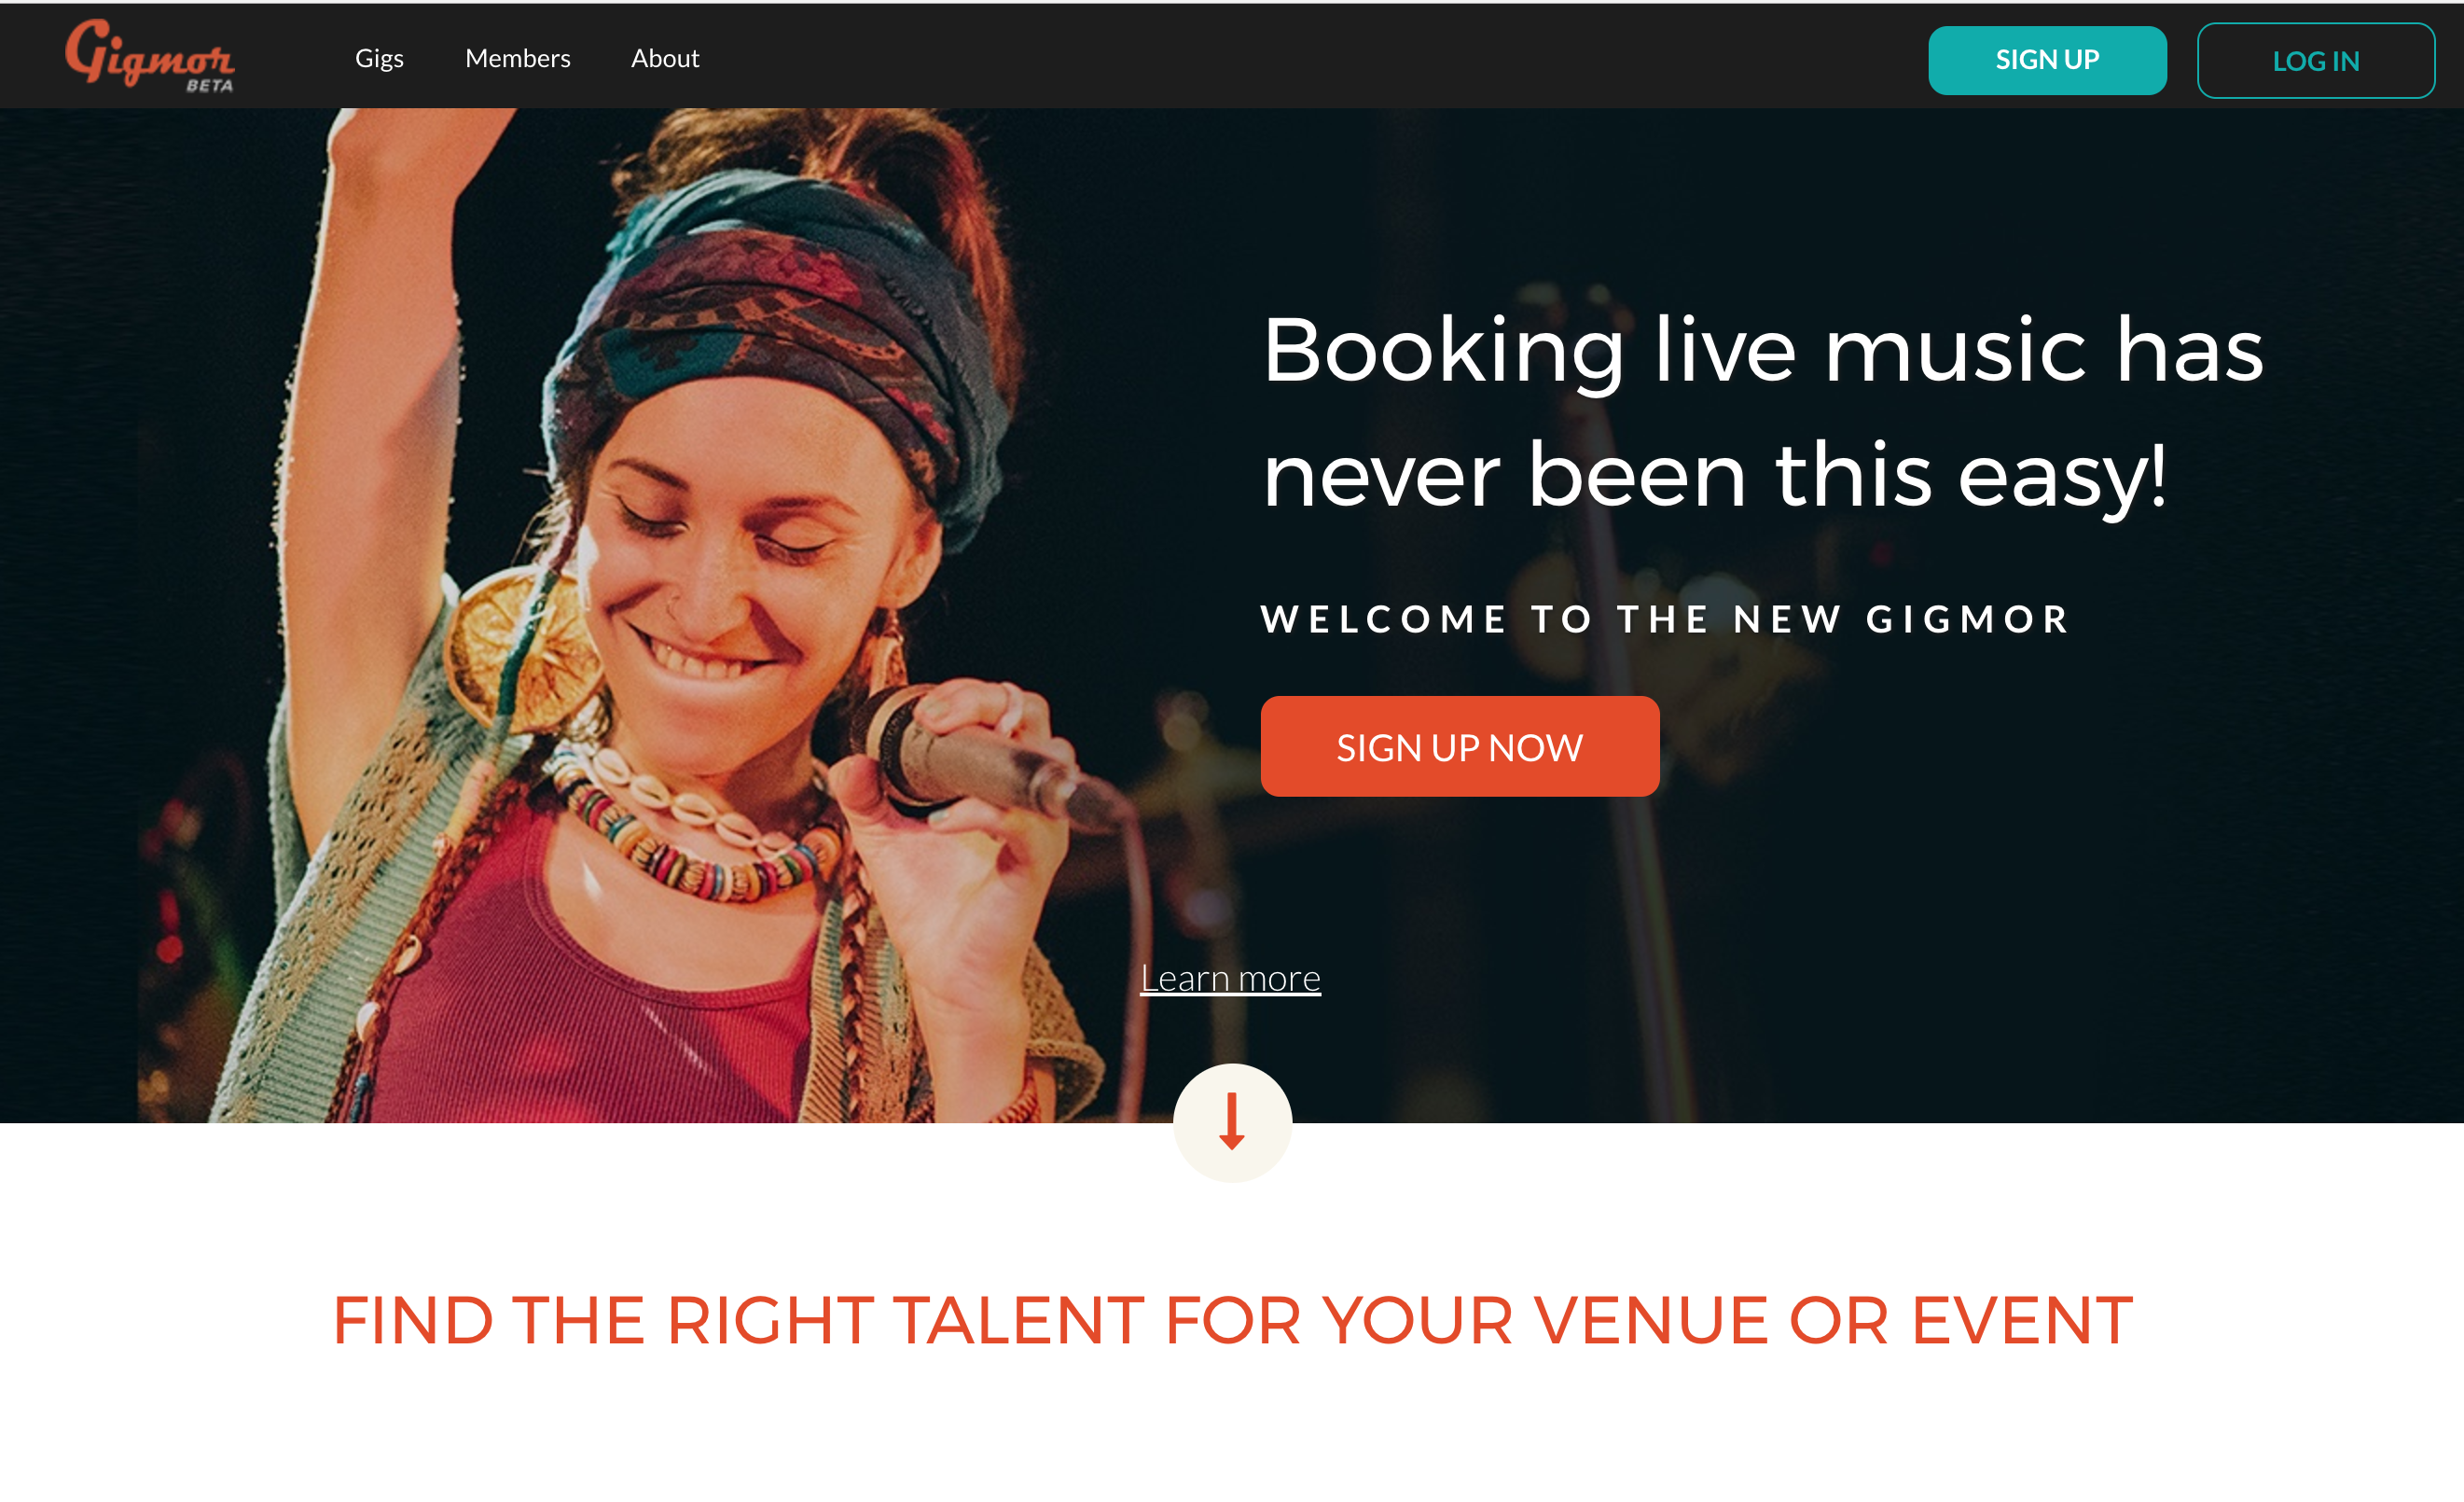 Gigmor
BETA
Gigs
Members
About
SIGN UP
LOG IN
Booking live music has
never been this easy!
WELCOME TO THE NEW GIGMOR
SIGN UP NOW
Learn more
FIND THE RIGHT TALENT FOR YOUR VENUE OR EVENT